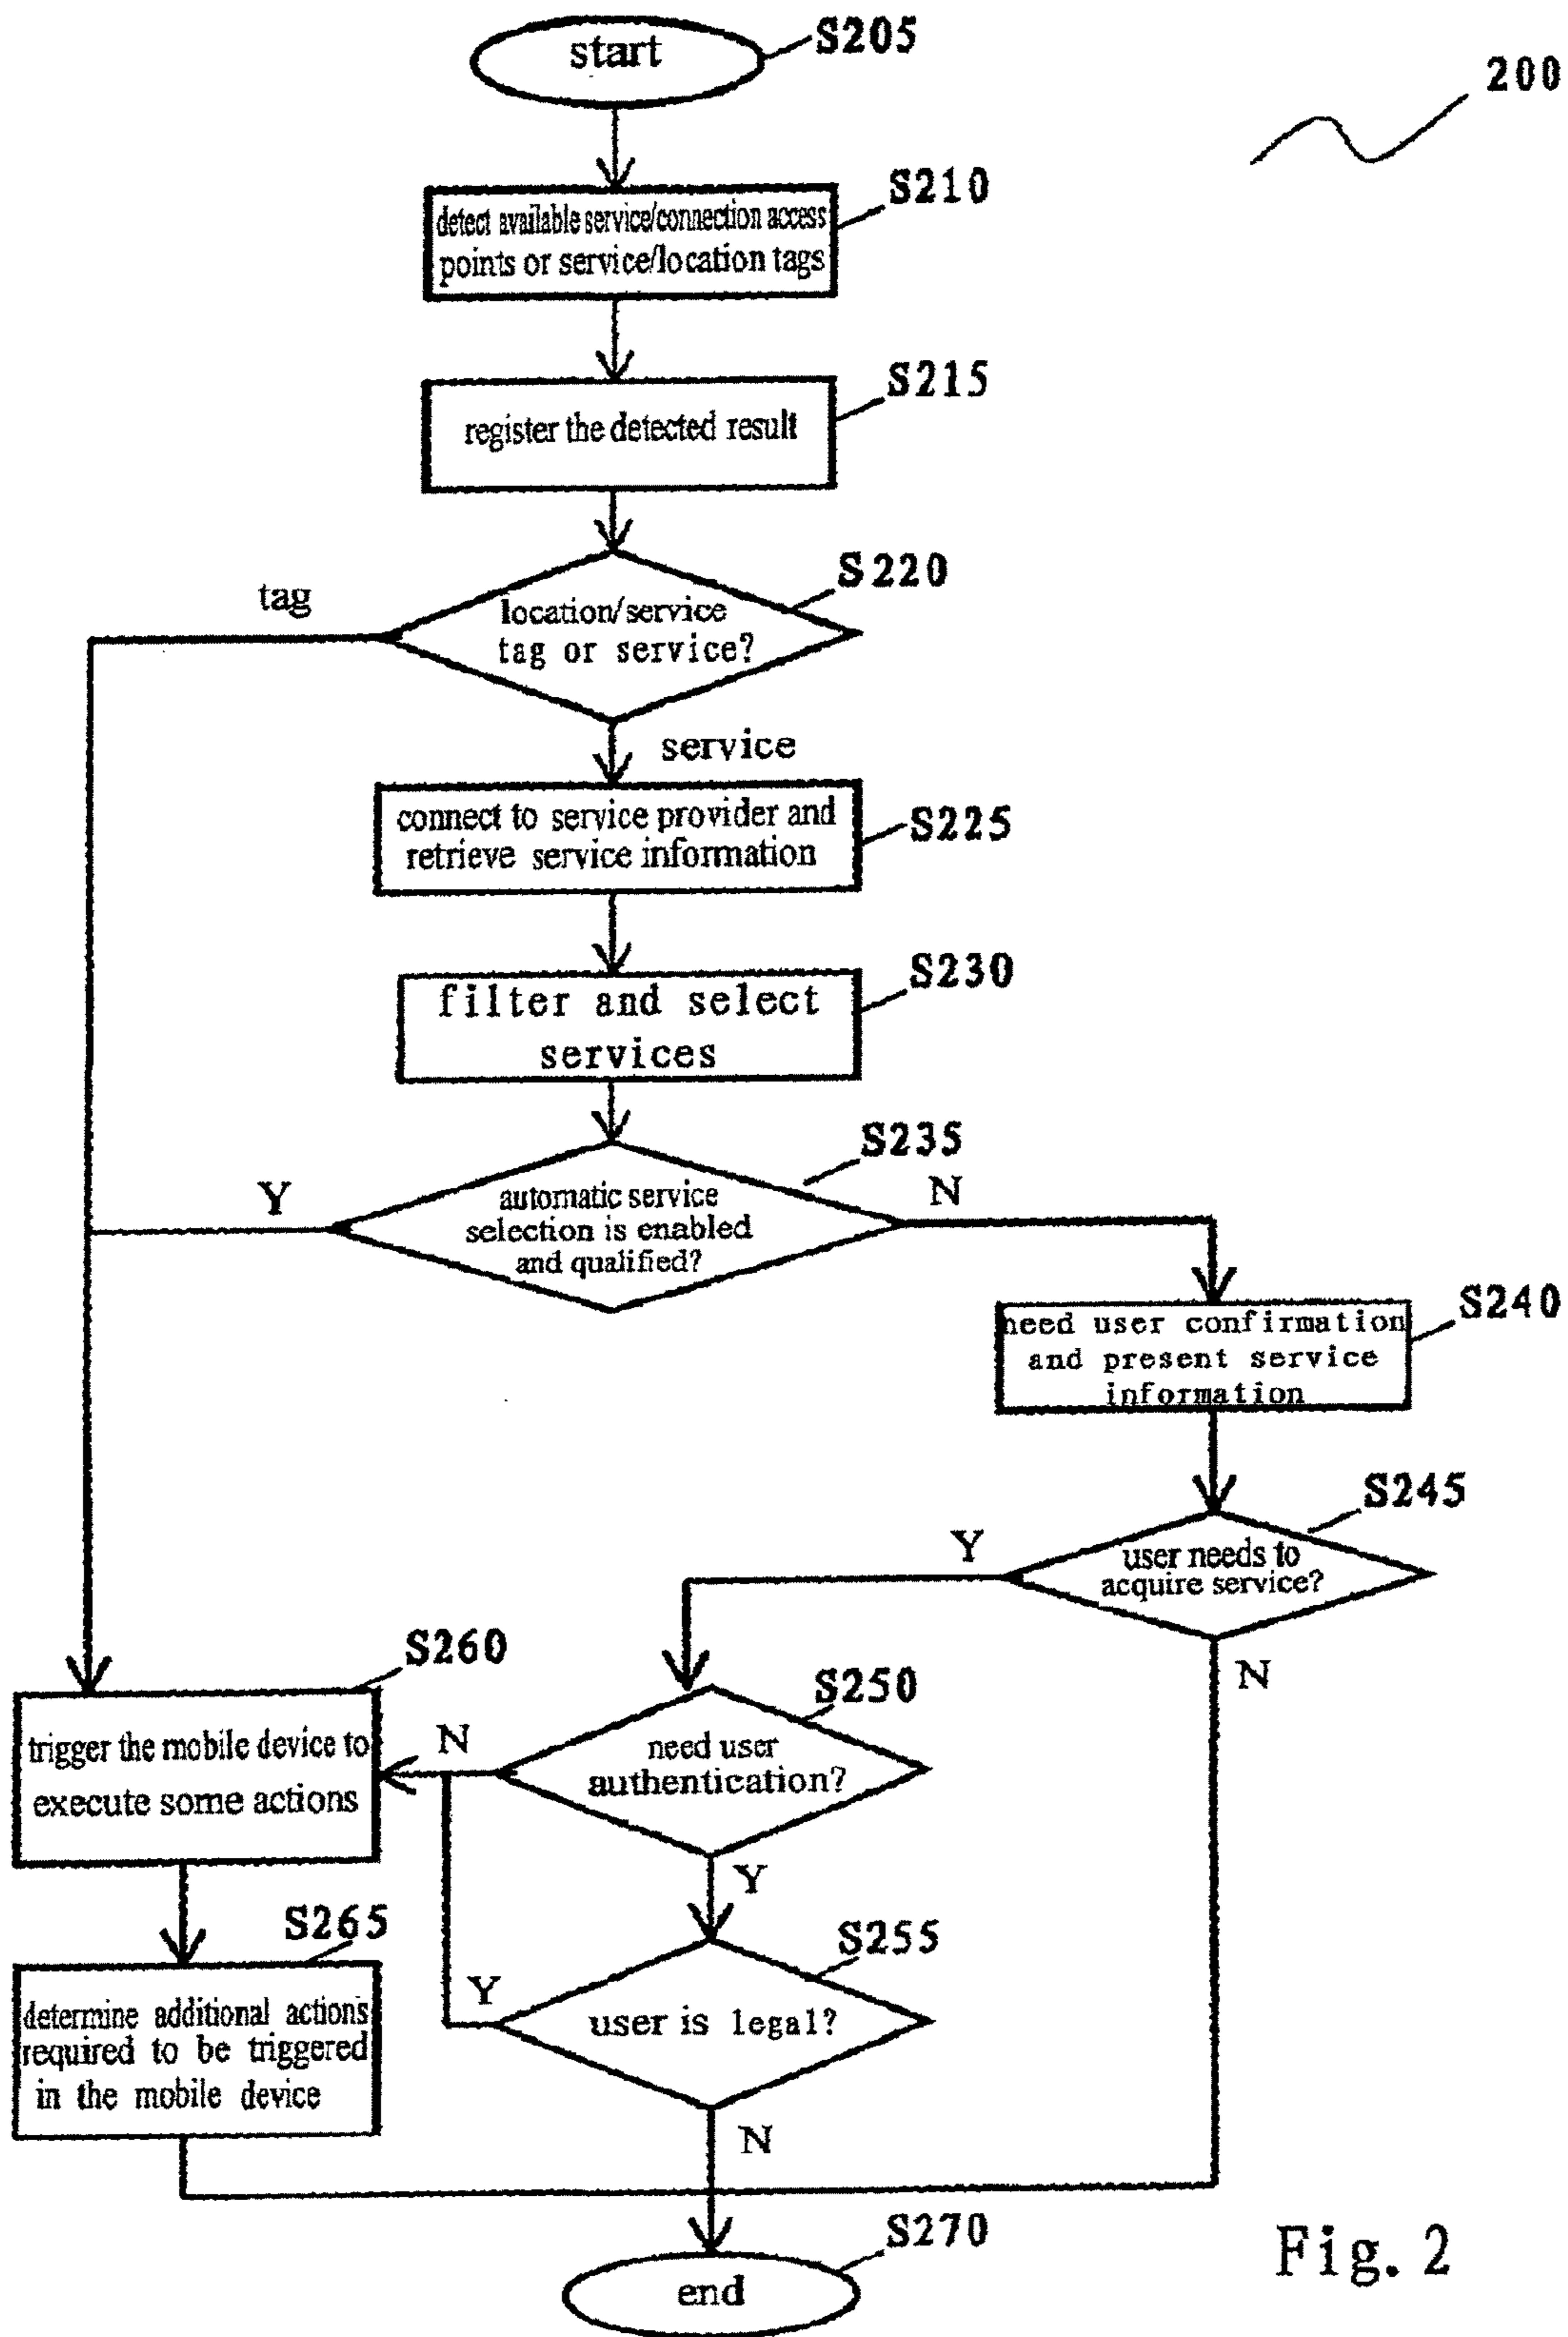 start
S205
200
S210
detect available service/connection access
points or service/location tags
S215
register the detected result
S220
tag
location/service
tag or service?
service
connect to service provider and
retrieve service information
S225
filter and select
services
S230
S235
Y
automatic service
selection is enabled
and qualified?
N
S240
need user confirmation
and present service
information
S245
Y
user needs to
acquire service?
N
S260
trigger the mobile device to
execute some actions
S250
N
need user
authentication?
Y
S265
determine additional actions
required to be triggered
in the mobile device
S255
Y
user is legal?
N
S270
end
Fig. 2